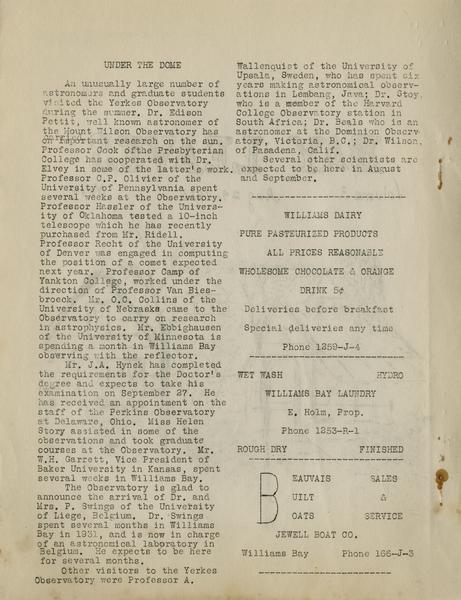 UNDER THE DOME
An unusually large number of
astronomers and graduate students
visited the Yerkes Observatory
during the summer, Dr. Edison
Pettit, well known astronomer of
the Mount Wilson Observatory has
important research on the sun.
Professor Cook ofthe Presbyterian
College has cooperated with Dr.
Elvey in some of the latter's work.
Professor C.P. Olivier of the
University of Pennsylvania spent
several weeks at the Observatory.
Professor Hassler of the Univers-
ity of Oklahoma tested a 10-inch
telescope which he has recently
purchased from Mr. Ridell.
Professor Recht of the University
of Denver was engaged in computing
the position of a comet expected
next year. Professor Camp of
Yankton College, worked under the
direction of Professor Van Bies-
broeck. Mr. O.C. Collins of the
University of Nebraska came to the
Observatory to carry on research
in astrophysics. Mr. Ebbighausen
of the University of Minnesota is
spending a month in Williams Bay
observing with the reflector.
Mr. J.A. Hynek has completed
the requirements for the Doctor's
degree and expects to take his
examination on September 27. He
has received an appointment on the
staff of the Perkins Observatory
at Delaware, Ohio. Miss Helen
Story assisted in some of the
observations and took graduate
courses at the Observatory. Mr.
W.H. Garrett, Vice President of
Baker University in Kansas, spent
several weeks in Williams Bay.
The Observatory is glad to
announce the arrival of Dr. and
Mrs. P. Swings of the University
of Liege, Belgium. Dr. Swings
spent several months in Williams
Bay in 1931, and is now in charge
of an astronomical laboratory in
Belgium. He expects to be here
for several months.
Other visitors to the Yerkes
Observatory were Professor A.
Wallenquist of the University of
Upsala, Sweden, who has spent six
years making astronomical observ-
ations in Lembang, Java; Dr. Stoy,
who is a member of the Harvard
College Observatory station in
South Africa; Dr. Beals who is an
astronomer at the Dominion Observ-
atory, Victoria, B.C.; Dr. Wilson,
of Pasadena, Calif.
Several other scientists are
expected to be here in August
and September.
WILLIAMS DAIRY
PURE PASTEURIZED PRODUCTS
ALL PRICES REASONABLE
WHOLESOME CHOCOLATE & ORANGE
DRINK 5¢
Deliveries before breakfast
Special deliveries any time
Phone 1259-J-4
WET WASH HYDRO
WILLIAMS BAY LAUNDRY
E. Holm, Prop.
Phone 1253-R-1
ROUGH DRY FINISHED
BEAUVAIS SALES
UILT &
OATS SERVICE
JEWELL BOAT CO.
Williams Bay Phone 166-J-3